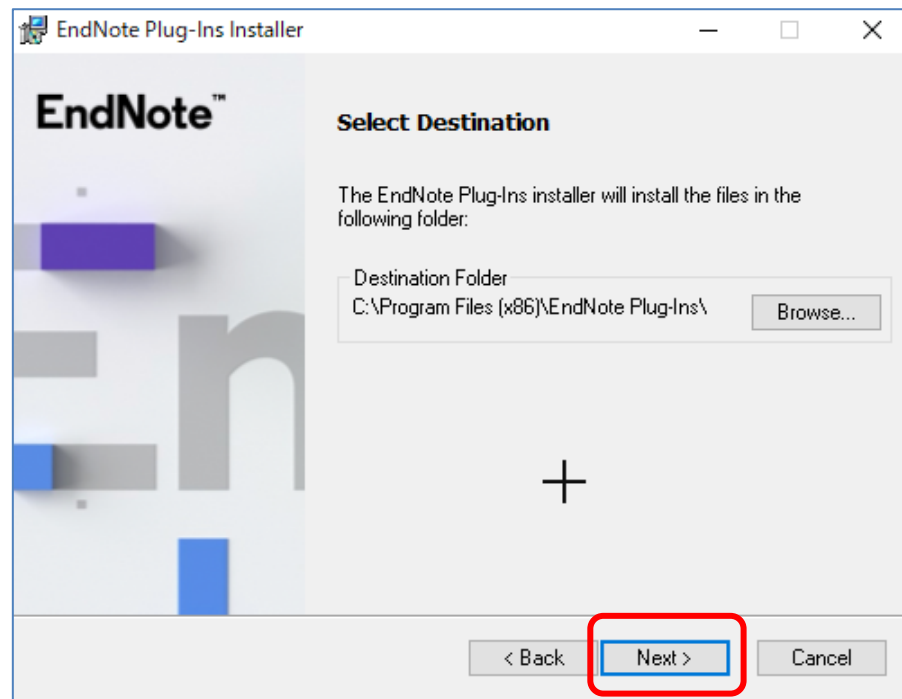 EndNote Plug-Ins Installer
EndNote™
Select Destination
The EndNote Plug-Ins installer will install the files in the
following folder:
Destination Folder
C:\Program Files (x86)\EndNote Plug-Ins\
Browse...
En
< Back
Next >
Cancel